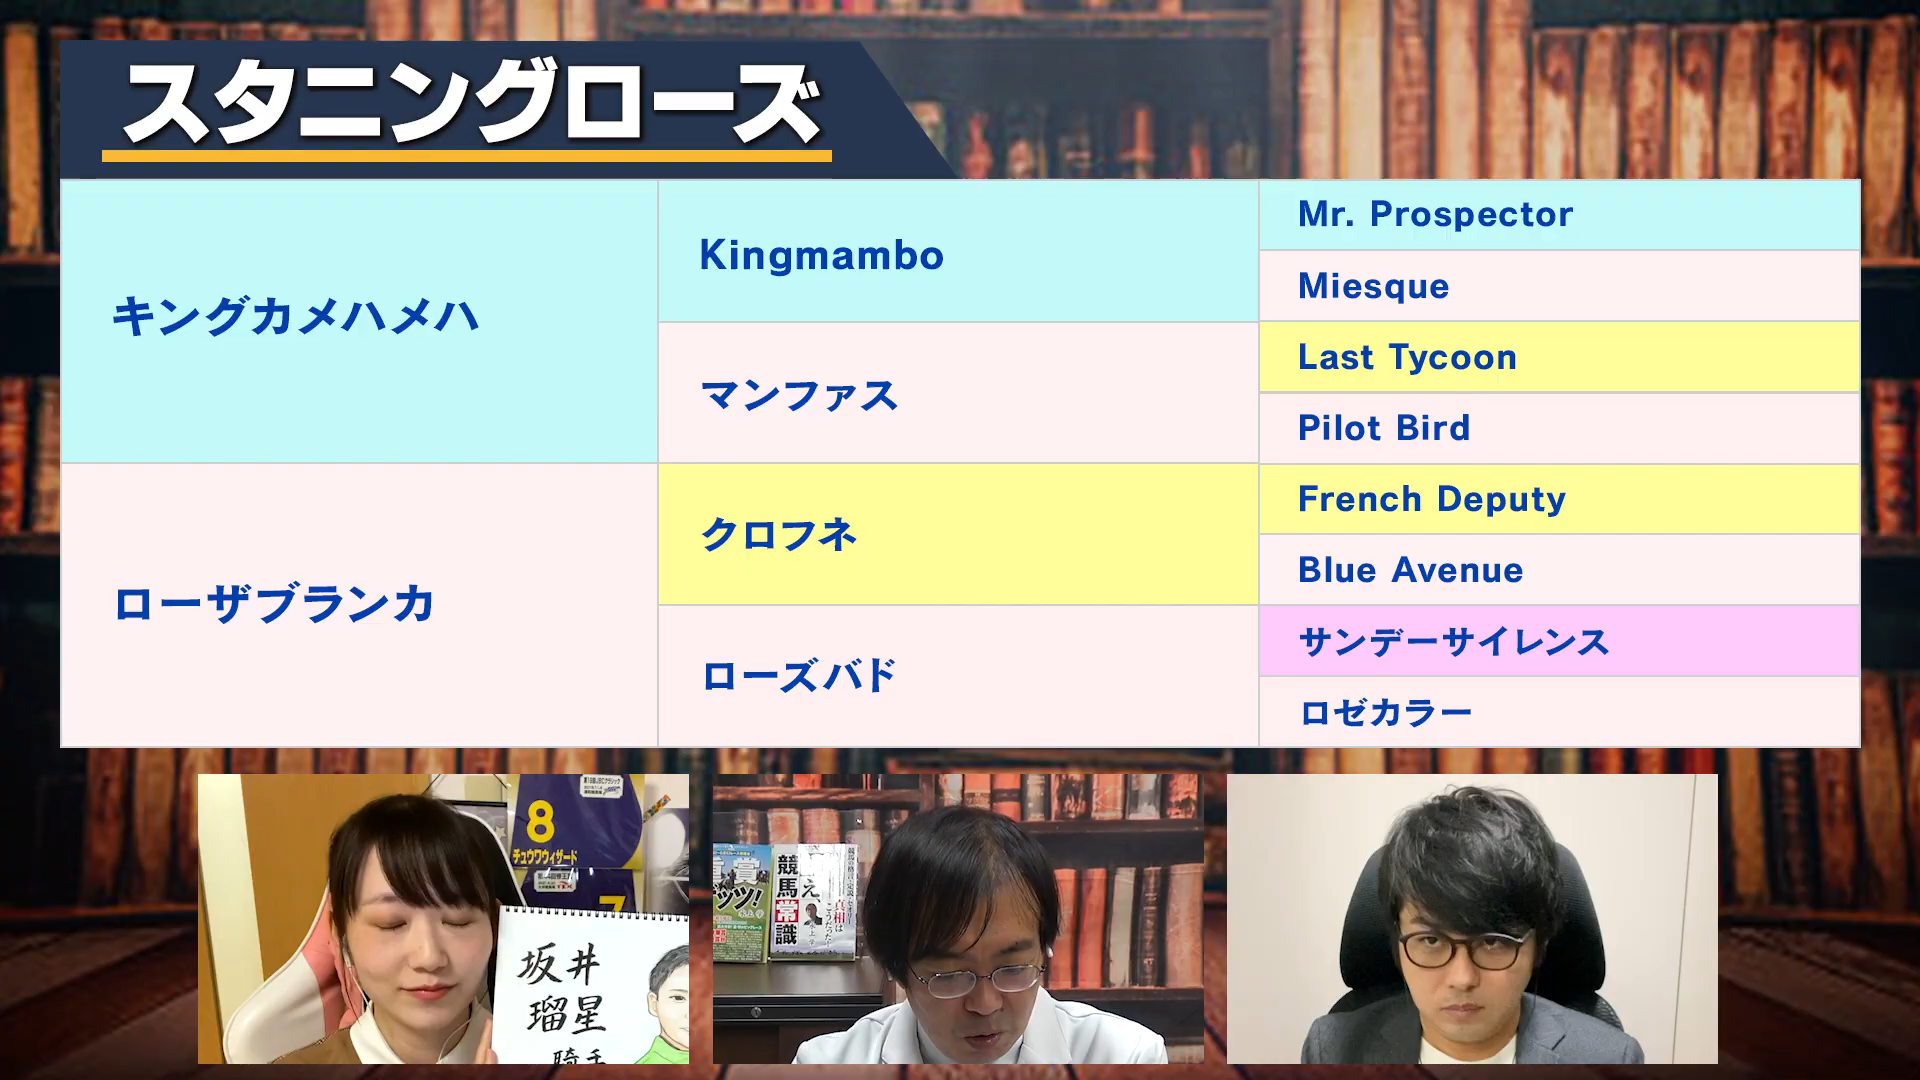 スタニングローズ
キングカメハメハ
Kingmambo
Mr. Prospector
Miesque
マンファス
Last Tycoon
Pilot Bird
ローザブランカ
クロフネ
French Deputy
Blue Avenue
ローズバド
サンデーサイレンス
ロゼカラー
8
チュウワウィザード
7
坂井
瑠星
騎手
競馬常識